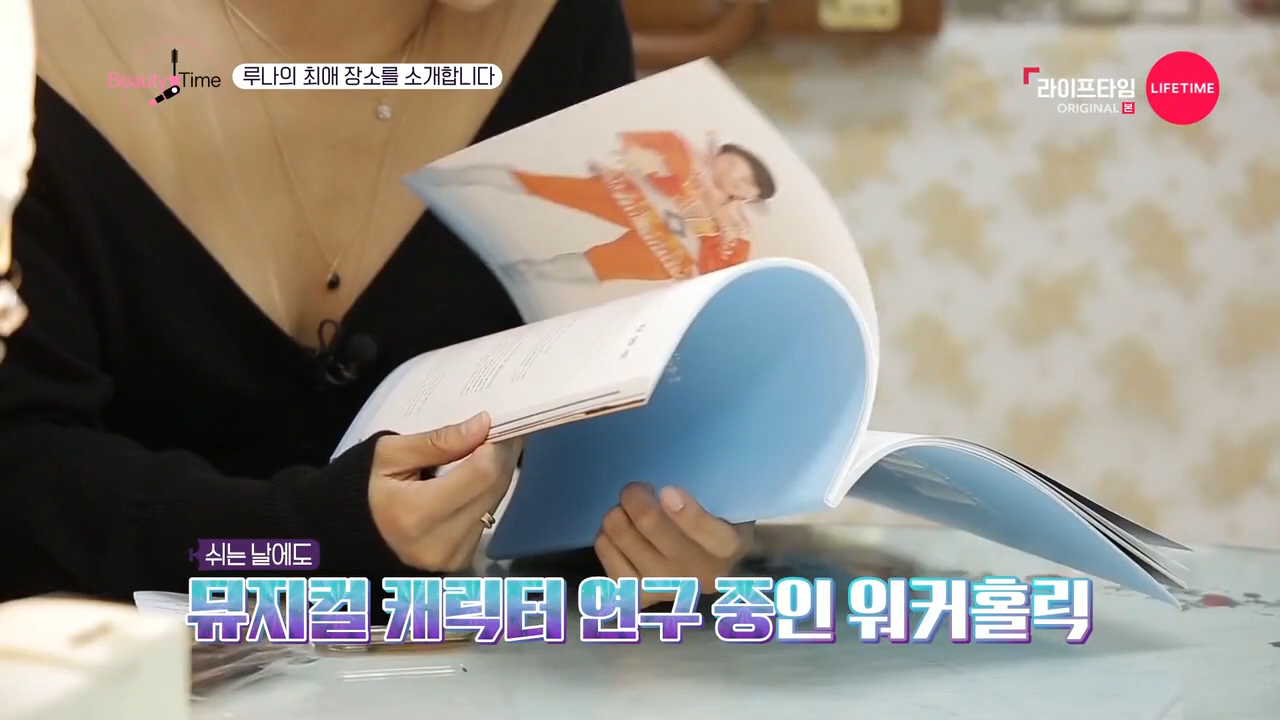 Beauty Time
루나의 최애 장소를 소개합니다
라이프타임
ORIGINAL 본
LIFETIME
쉬는 날에도
뮤지컬 캐릭터 연구 중인 워커홀릭